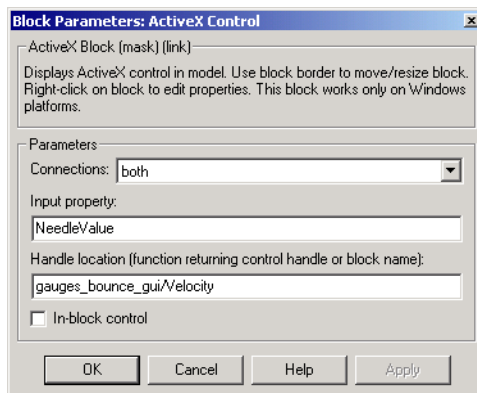 Block Parameters: ActiveX Control
ActiveX Block (mask) (link)
Displays ActiveX control in model. Use block border to move/resize block.
Right-click on block to edit properties. This block works only on Windows
platforms.
Parameters
Connections: both
Input property:
NeedleValue
Handle location (function returning control handle or block name):
gauges_bounce_gui/Velocity
In-block control
OK Cancel Help Apply